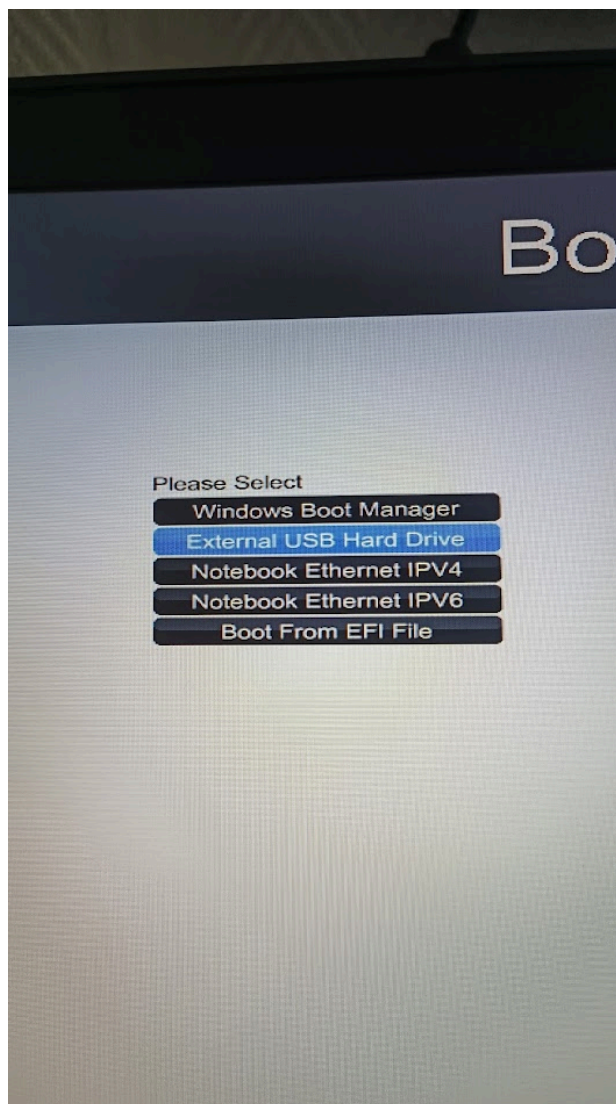 Bo
Please Select
Windows Boot Manager
External USB Hard Drive
Notebook Ethernet IPV4
Notebook Ethernet IPV6
Boot From EFI File